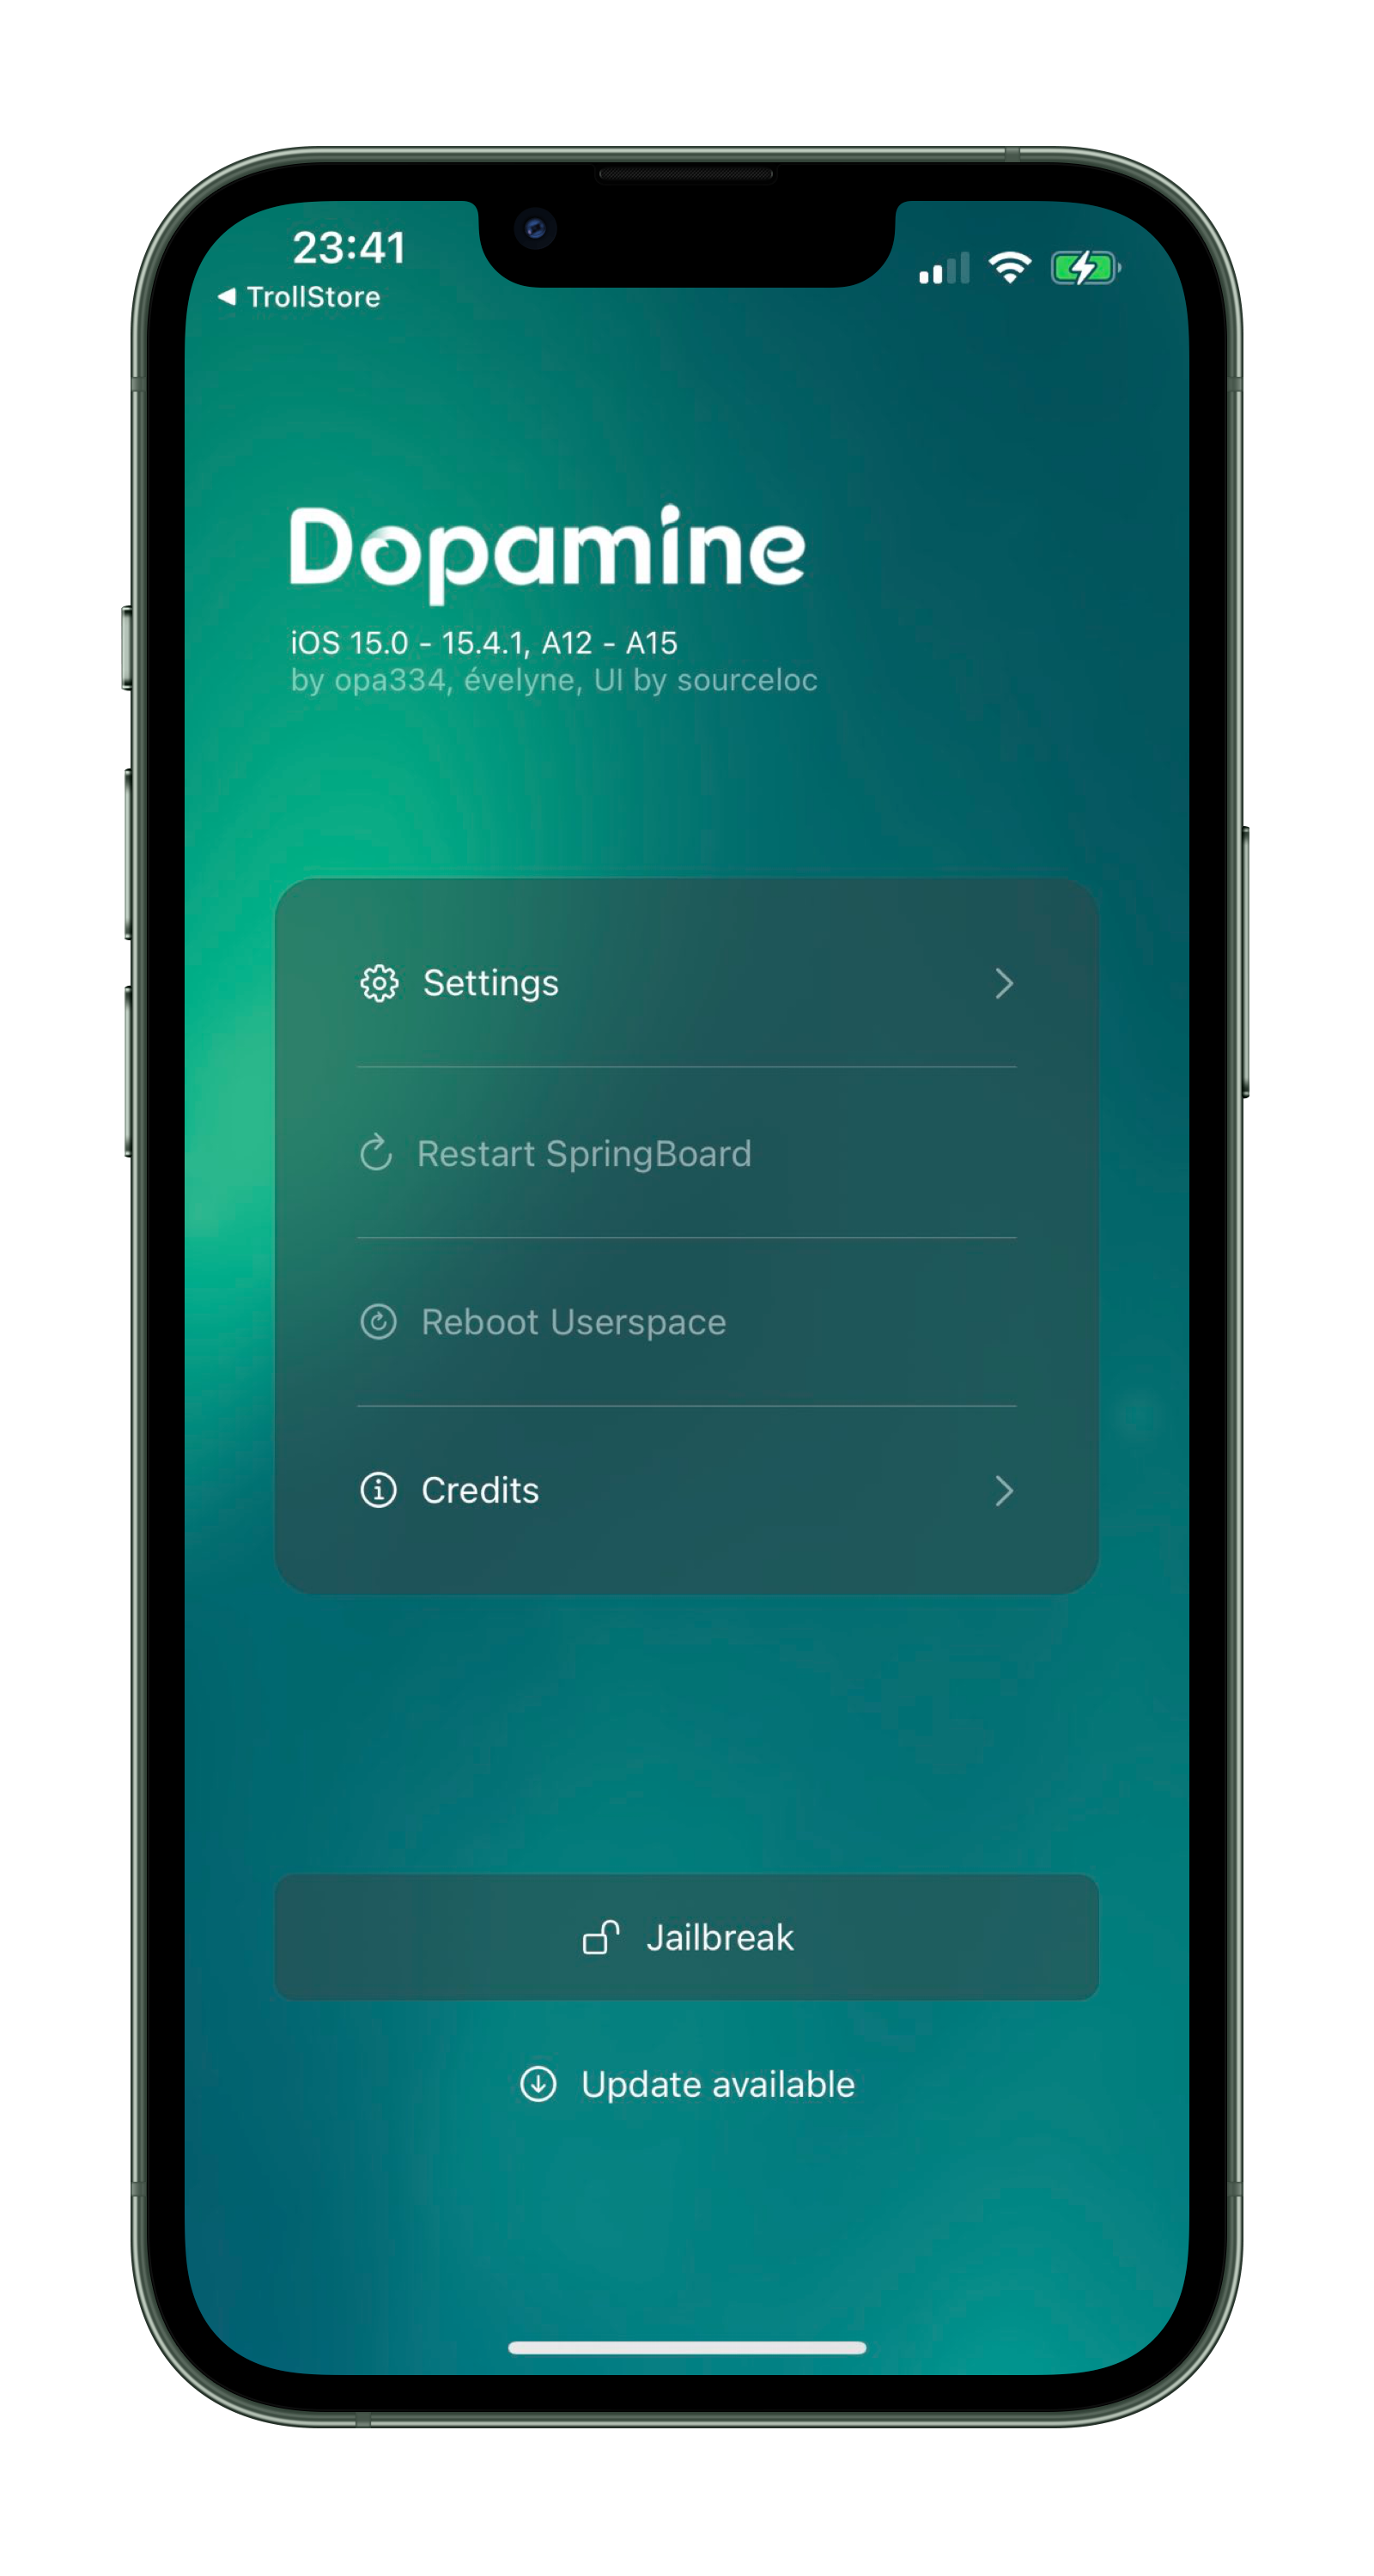 23:41
◀ TrollStore
Dopamine
iOS 15.0 - 15.4.1, A12 - A15
by opa334, évelyne, UI by sourceloc
Settings
Restart SpringBoard
Reboot Userspace
Credits
Jailbreak
Update available